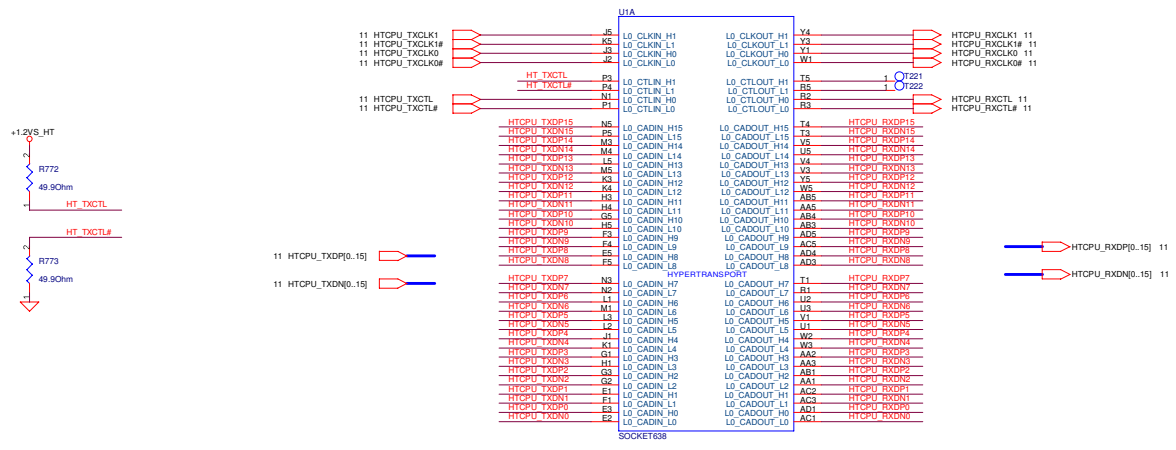 U1A
11 HTCPU_TXCLK1 J5 L0_CLKIN_H1 L0_CLKOUT_H1 Y4 HTCPU_RXCLK1 11
11 HTCPU_TXCLK1# K5 L0_CLKIN_L1 L0_CLKOUT_L1 Y3 HTCPU_RXCLK1# 11
11 HTCPU_TXCLK0 J3 L0_CLKIN_H0 L0_CLKOUT_H0 Y1 HTCPU_RXCLK0 11
11 HTCPU_TXCLK0# J2 L0_CLKIN_L0 L0_CLKOUT_L0 W1 HTCPU_RXCLK0# 11
HT_TXCTL P3 L0_CTLIN_H1 L0_CTLOUT_H1 T5 1 T221
HT_TXCTL# P4 L0_CTLIN_L1 L0_CTLOUT_L1 R5 1 T222
11 HTCPU_TXCTL N1 L0_CTLIN_H0 L0_CTLOUT_H0 R2 HTCPU_RXCTL 11
11 HTCPU_TXCTL# P1 L0_CTLIN_L0 L0_CTLOUT_L0 R3 HTCPU_RXCTL# 11
HTCPU_TXDP15 N5 L0_CADIN_H15 L0_CADOUT_H15 T4 HTCPU_RXDP15
HTCPU_TXDN15 P5 L0_CADIN_L15 L0_CADOUT_L15 T3 HTCPU_RXDN15
HTCPU_TXDP14 M3 L0_CADIN_H14 L0_CADOUT_H14 V5 HTCPU_RXDP14
HTCPU_TXDN14 M4 L0_CADIN_L14 L0_CADOUT_L14 U5 HTCPU_RXDN14
HTCPU_TXDP13 L5 L0_CADIN_H13 L0_CADOUT_H13 V4 HTCPU_RXDP13
HTCPU_TXDN13 M5 L0_CADIN_L13 L0_CADOUT_L13 V3 HTCPU_RXDN13
HTCPU_TXDP12 K3 L0_CADIN_H12 L0_CADOUT_H12 Y5 HTCPU_RXDP12
HTCPU_TXDN12 K4 L0_CADIN_L12 L0_CADOUT_L12 W5 HTCPU_RXDN12
HTCPU_TXDP11 H3 L0_CADIN_H11 L0_CADOUT_H11 AB5 HTCPU_RXDP11
HTCPU_TXDN11 H4 L0_CADIN_L11 L0_CADOUT_L11 AA5 HTCPU_RXDN11
HTCPU_TXDP10 G5 L0_CADIN_H10 L0_CADOUT_H10 AB4 HTCPU_RXDP10
HTCPU_TXDN10 H5 L0_CADIN_L10 L0_CADOUT_L10 AB3 HTCPU_RXDN10
HTCPU_TXDP9 F3 L0_CADIN_H9 L0_CADOUT_H9 AD5 HTCPU_RXDP9
HTCPU_TXDN9 F4 L0_CADIN_L9 L0_CADOUT_L9 AC5 HTCPU_RXDN9
HTCPU_TXDP8 E5 L0_CADIN_H8 L0_CADOUT_H8 AD4 HTCPU_RXDP8
HTCPU_TXDN8 F5 L0_CADIN_L8 L0_CADOUT_L8 AD3 HTCPU_RXDN8
HYPERTRANSPORT
HTCPU_TXDP7 N3 L0_CADIN_H7 L0_CADOUT_H7 T1 HTCPU_RXDP7
HTCPU_TXDN7 N2 L0_CADIN_L7 L0_CADOUT_L7 R1 HTCPU_RXDN7
HTCPU_TXDP6 L1 L0_CADIN_H6 L0_CADOUT_H6 U2 HTCPU_RXDP6
HTCPU_TXDN6 M1 L0_CADIN_L6 L0_CADOUT_L6 U3 HTCPU_RXDN6
HTCPU_TXDP5 L3 L0_CADIN_H5 L0_CADOUT_H5 V1 HTCPU_RXDP5
HTCPU_TXDN5 L2 L0_CADIN_L5 L0_CADOUT_L5 U1 HTCPU_RXDN5
HTCPU_TXDP4 J1 L0_CADIN_H4 L0_CADOUT_H4 W2 HTCPU_RXDP4
HTCPU_TXDN4 K1 L0_CADIN_L4 L0_CADOUT_L4 W3 HTCPU_RXDN4
HTCPU_TXDP3 G1 L0_CADIN_H3 L0_CADOUT_H3 AA2 HTCPU_RXDP3
HTCPU_TXDN3 H1 L0_CADIN_L3 L0_CADOUT_L3 AA3 HTCPU_RXDN3
HTCPU_TXDP2 G3 L0_CADIN_H2 L0_CADOUT_H2 AB1 HTCPU_RXDP2
HTCPU_TXDN2 G2 L0_CADIN_L2 L0_CADOUT_L2 AA1 HTCPU_RXDN2
HTCPU_TXDP1 E1 L0_CADIN_H1 L0_CADOUT_H1 AC2 HTCPU_RXDP1
HTCPU_TXDN1 F1 L0_CADIN_L1 L0_CADOUT_L1 AC3 HTCPU_RXDN1
HTCPU_TXDP0 E3 L0_CADIN_H0 L0_CADOUT_H0 AD1 HTCPU_RXDP0
HTCPU_TXDN0 E2 L0_CADIN_L0 L0_CADOUT_L0 AC1 HTCPU_RXDN0
SOCKET638
+1.2VS_HT
2
R772
49.9Ohm
1
HT_TXCTL
HT_TXCTL#
2
R773
49.9Ohm
1
11 HTCPU_TXDP[0..15]
11 HTCPU_TXDN[0..15]
HTCPU_RXDP[0..15] 11
HTCPU_RXDN[0..15] 11